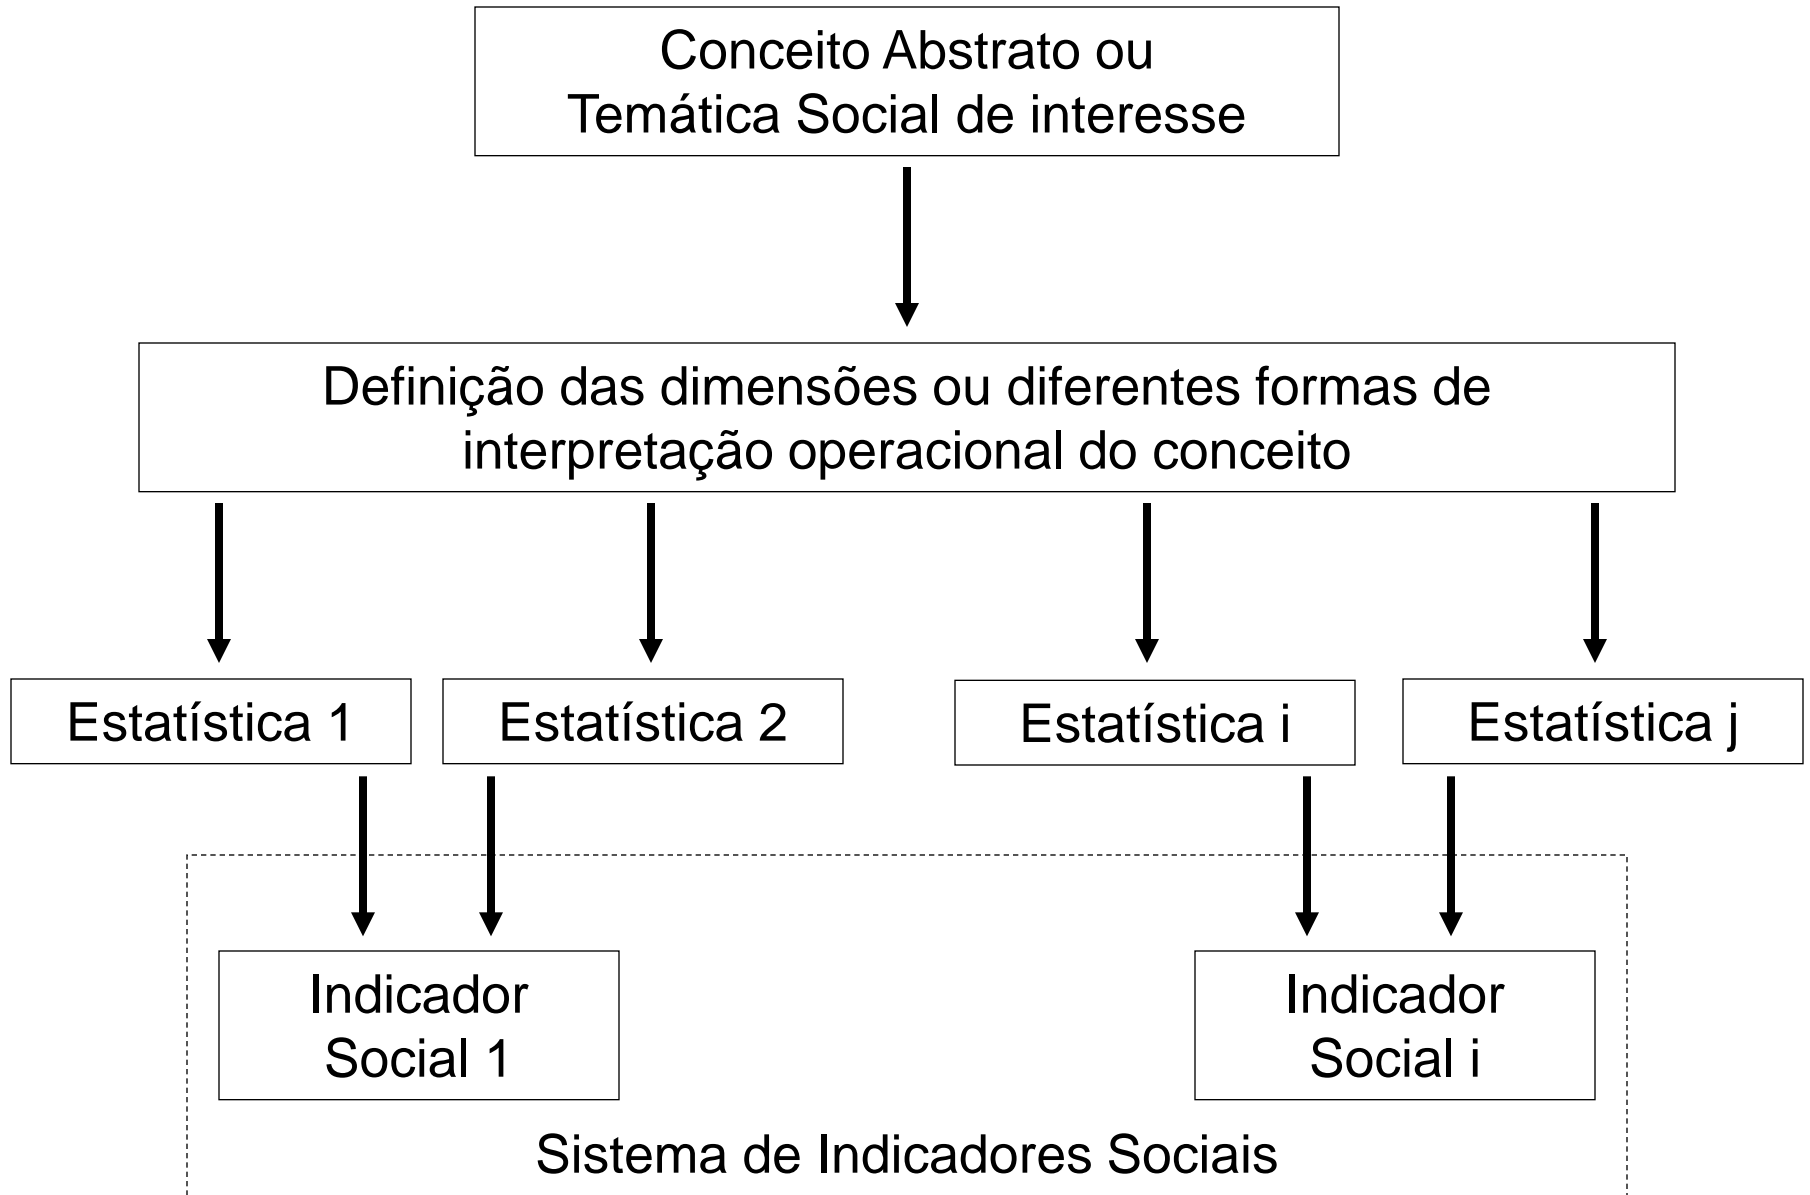 Conceito Abstrato ou
Temática Social de interesse
Definição das dimensões ou diferentes formas de
interpretação operacional do conceito
Estatística 1
Estatística 2
Estatística i
Estatística j
Indicador
Social 1
Indicador
Social i
Sistema de Indicadores Sociais